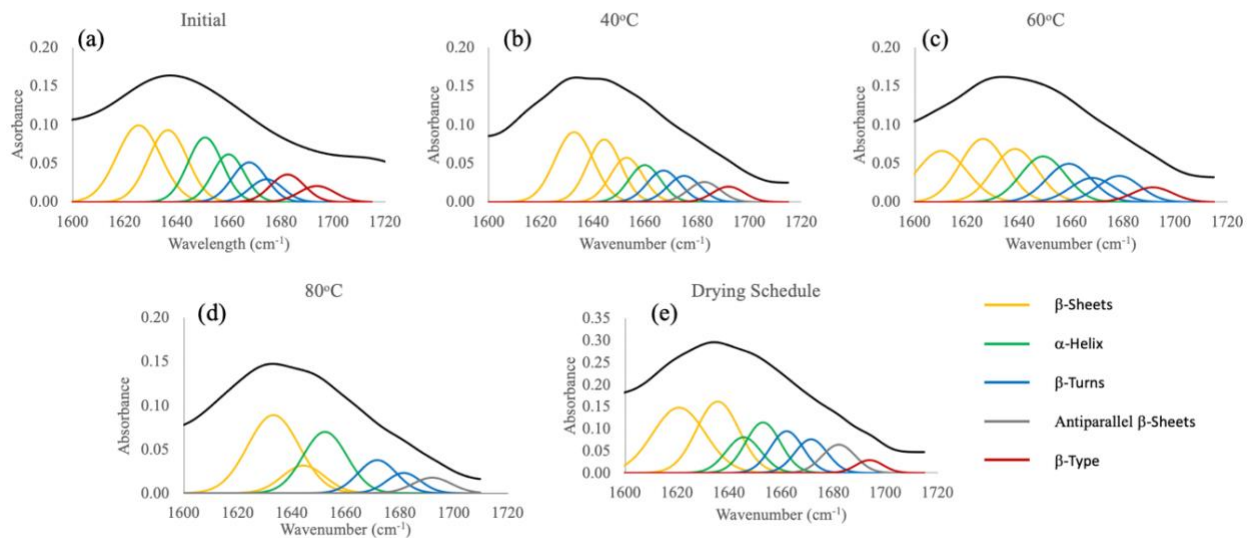 Initial
(a)
0.20
0.15
0.10
0.05
0.00
Asorbance
1600 1620 1640 1660 1680 1700 1720
Wavelength (cm⁻¹)
40ºC
(b)
0.20
0.15
0.10
0.05
0.00
Absorbance
1600 1620 1640 1660 1680 1700 1720
Wavenumber (cm⁻¹)
60ºC
(c)
0.20
0.15
0.10
0.05
0.00
Absorbance
1600 1620 1640 1660 1680 1700 1720
Wavenumber (cm⁻¹)
80ºC
(d)
0.20
0.15
0.10
0.05
0.00
Absorbance
1600 1620 1640 1660 1680 1700 1720
Wavenumber (cm⁻¹)
Drying Schedule
(e)
0.35
0.30
0.25
0.20
0.15
0.10
0.05
0.00
Absorbance
1600 1620 1640 1660 1680 1700 1720
Wavenumber (cm⁻¹)
β-Sheets
α-Helix
β-Turns
Antiparallel β-Sheets
β-Type